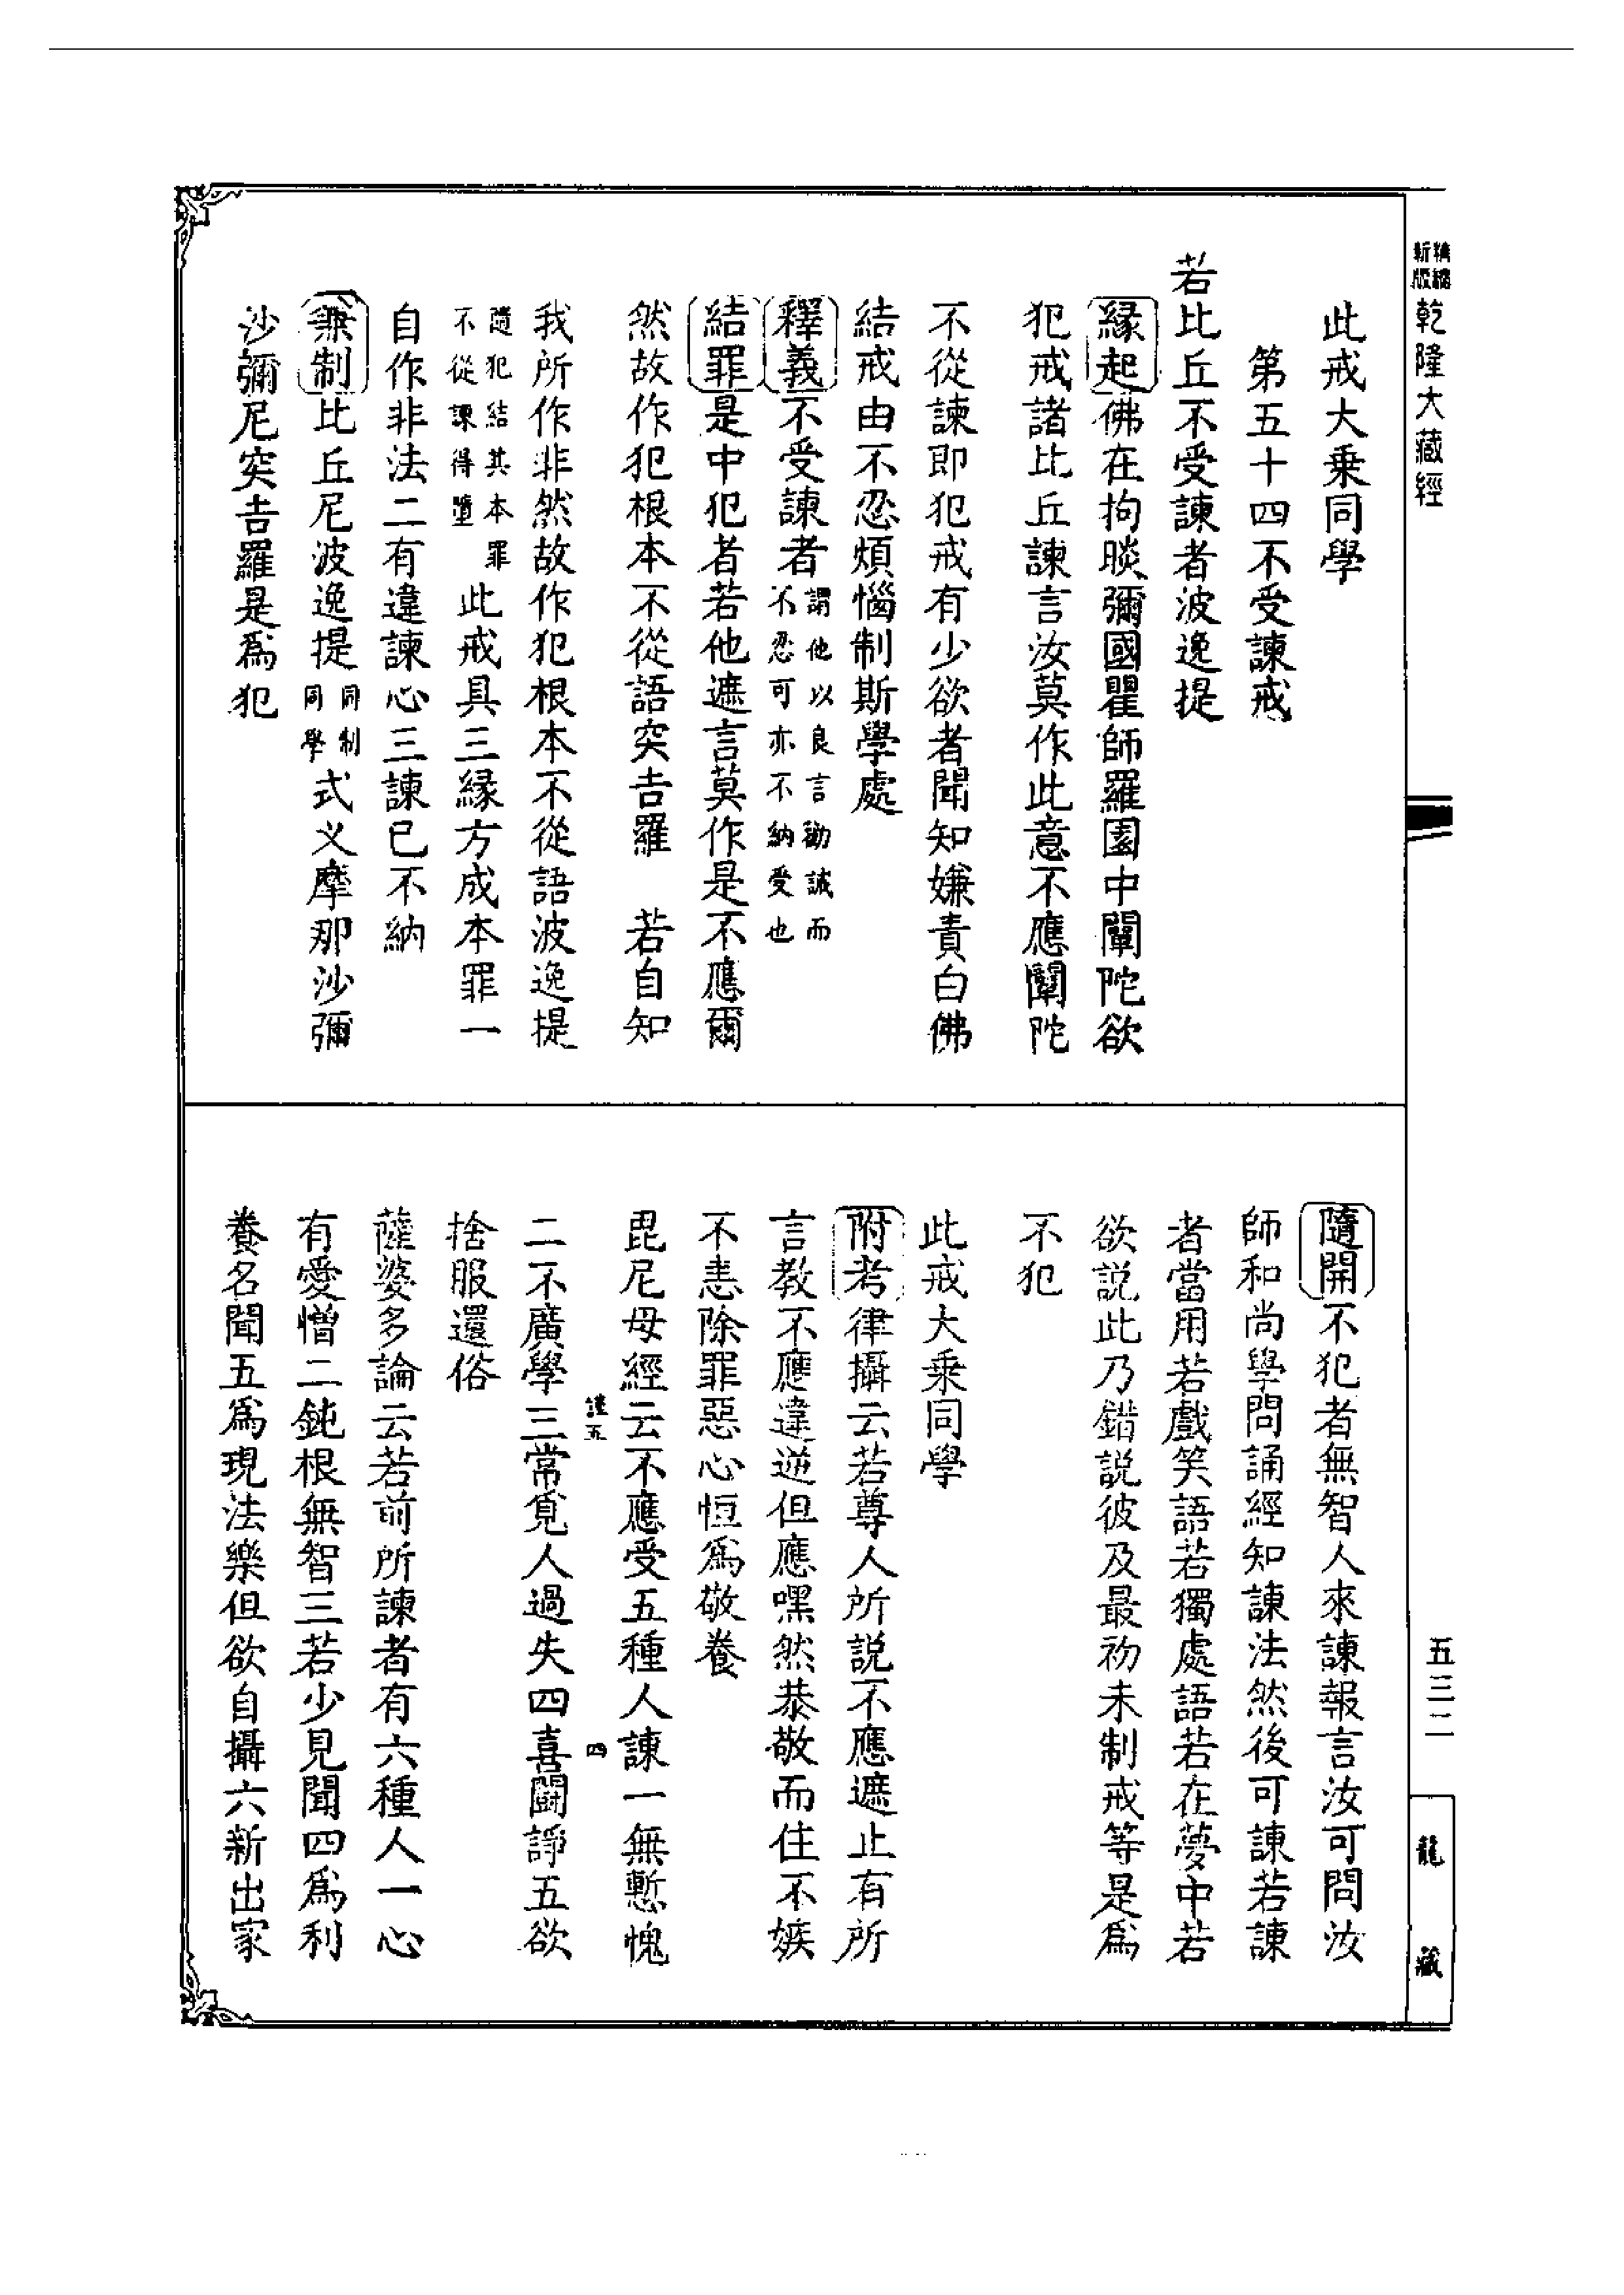 新版精縮乾隆大藏經
此戒大乘同學
第五十四不受諫戒
若比丘不受諫者波逸提
緣起佛在拘睒彌國瞿師羅園中闡陀欲
犯戒諸比丘諫言汝莫作此意不應闡陀
不從諫即犯戒有少欲者聞知嫌責白佛
結戒由不忍煩惱制斯學處
釋義不受諫者謂他以良言勸誡而不忍可亦不納受也
結罪是中犯者若他遮言莫作是不應爾
然故作犯根本不從語突吉羅　若自知
我所作非然故作犯根本不從語波逸提
隨犯結其本罪不從諫得墮此戒具三緣方成本罪一
自作非法二有違諫心三諫已不納
兼制比丘尼波逸提同制同學式叉摩那沙彌
沙彌尼突吉羅是爲犯
隨開不犯者無智人來諫報言汝可問汝
師和尚學問誦經知諫法然後可諫若諫
者當用若戲笑語若獨處語若在夢中若
欲說此乃錯說彼及最初未制戒等是爲
不犯
此戒大乘同學
附考律攝云若尊人所說不應遮止有所
言教不應違逆但應嘿然恭敬而住不嫉
不恚除罪惡心恒爲敬養
毘尼母經云不應受五種人諫一無慙愧
二不廣學三常覓人過失四喜鬪諍五欲
捨服還俗
薩婆多論云若前所諫者有六種人一心
有愛憎二鈍根無智三若少見聞四爲利
養名聞五爲現法樂但欲自攝六新出家
五三二
龍藏